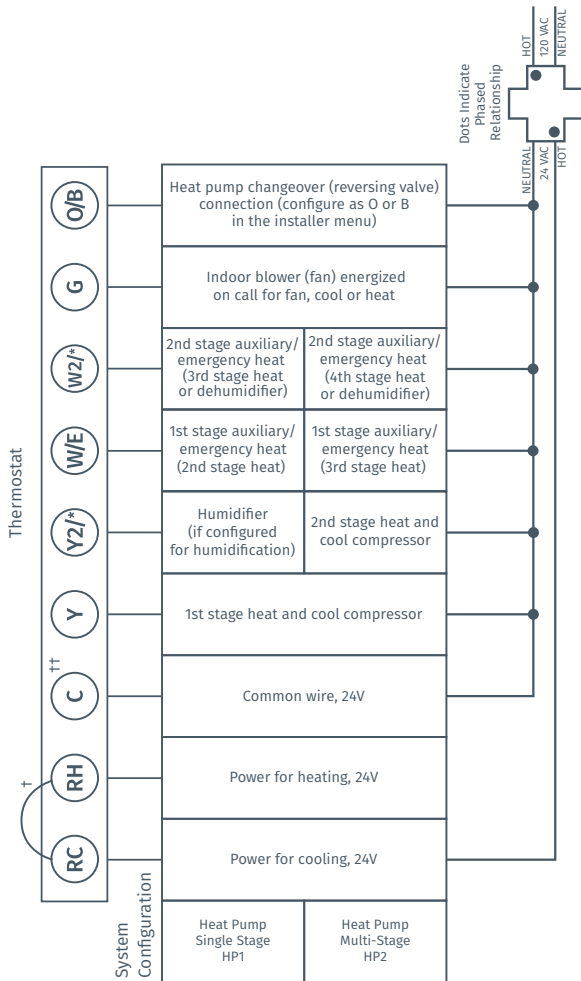 HOT
120 VAC
NEUTRAL
Dots Indicate
Phased
Relationship
NEUTRAL
24 VAC
HOT
Thermostat
O/B
Heat pump changeover (reversing valve)
connection (configure as O or B
in the installer menu)
G
Indoor blower (fan) energized
on call for fan, cool or heat
W2/*
2nd stage auxiliary/
emergency heat
(3rd stage heat
or dehumidifier)
2nd stage auxiliary/
emergency heat
(4th stage heat
or dehumidifier)
W/E
1st stage auxiliary/
emergency heat
(2nd stage heat)
1st stage auxiliary/
emergency heat
(3rd stage heat)
Y2/*
Humidifier
(if configured
for humidification)
2nd stage heat and
cool compressor
Y
1st stage heat and cool compressor
††
C
Common wire, 24V
†
RH
Power for heating, 24V
RC
Power for cooling, 24V
System
Configuration
Heat Pump
Single Stage
HP1
Heat Pump
Multi-Stage
HP2